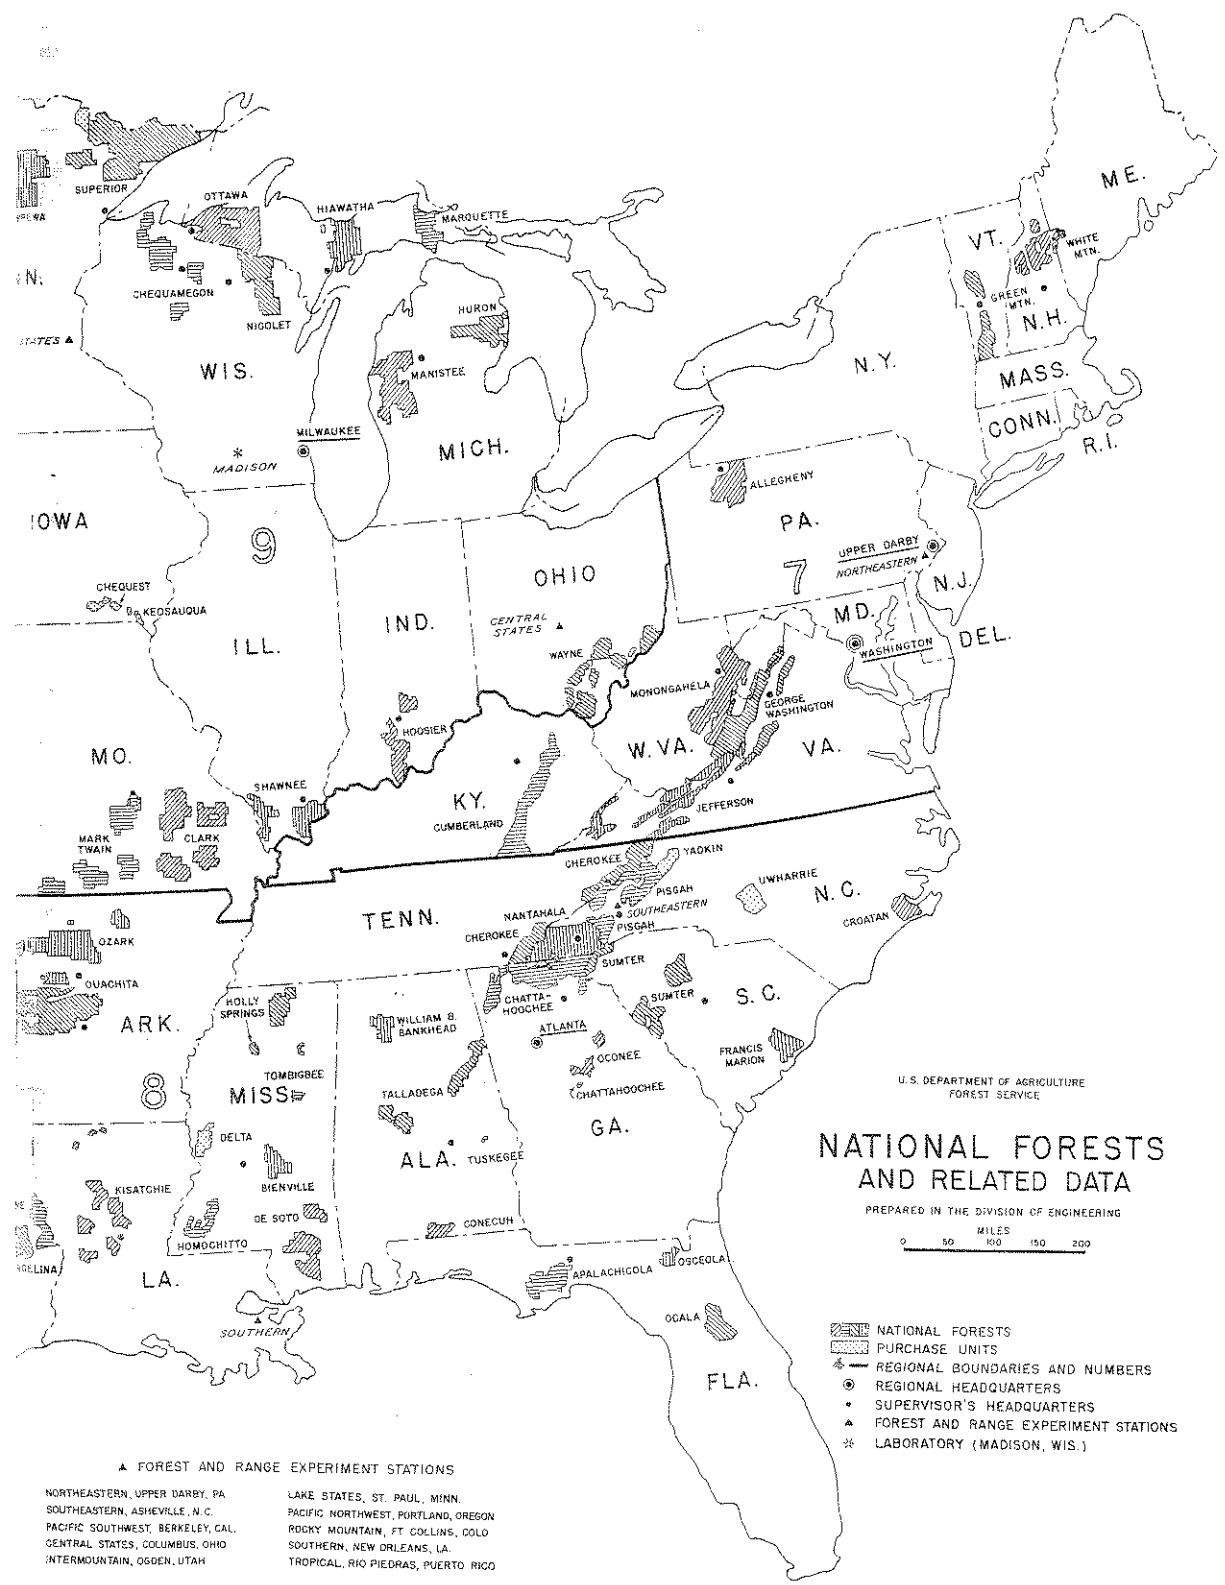 ME.
SUPERIOR
OTTAWA
HIAWATHA
MARQUETTE
VT.
WHITE
MTN.
CHEQUAMEGON
NICOLET
HURON
GREEN
MTN.
N.H.
STATES
WIS.
MANISTEE
N.Y.
MASS.
CONN.
R.I.
MILWAUKEE
MADISON
MICH.
ALLEGHENY
PA.
IOWA
9
UPPER DARBY
NORTHEASTERN
7
N.J.
CHEQUEST
KEOSAUQUA
OHIO
CENTRAL
STATES
IND.
ILL.
MD.
WASHINGTON
DEL.
WAYNE
MONONGAHELA
GEORGE
WASHINGTON
HOOSIER
W.VA.
VA.
MO.
SHAWNEE
KY.
CUMBERLAND
JEFFERSON
MARK
TWAIN
CLARK
CHEROKEE
YADKIN
UWHARRIE
N.C.
PISGAH
SOUTHEASTERN
NANTAHALA
CHEROKEE
PISGAH
CROATAN
TENN.
OZARK
OUACHITA
SUMTER
HOLLY
SPRINGS
WILLIAM B.
BANKHEAD
CHATTA-
HOOCHEE
SUMTER
S.C.
ARK.
ATLANTA
OCONEE
FRANCIS
MARION
TOMBIGBEE
8
MISS.
TALLADEGA
CHATTAHOOCHEE
GA.
DELTA
ALA.
TUSKEGEE
KISATCHIE
BIENVILLE
DE SOTO
CONECUH
HOMOCHITTO
ANGELINA
LA.
APALACHICOLA
OSCEOLA
SOUTHERN
OCALA
FLA.
U.S. DEPARTMENT OF AGRICULTURE
FOREST SERVICE
NATIONAL FORESTS
AND RELATED DATA
PREPARED IN THE DIVISION OF ENGINEERING
MILES
0 50 100 150 200
NATIONAL FORESTS
PURCHASE UNITS
REGIONAL BOUNDARIES AND NUMBERS
REGIONAL HEADQUARTERS
SUPERVISOR'S HEADQUARTERS
FOREST AND RANGE EXPERIMENT STATIONS
LABORATORY (MADISON, WIS.)
FOREST AND RANGE EXPERIMENT STATIONS
NORTHEASTERN, UPPER DARBY, PA
SOUTHEASTERN, ASHEVILLE, N.C.
PACIFIC SOUTHWEST, BERKELEY, CAL.
CENTRAL STATES, COLUMBUS, OHIO
INTERMOUNTAIN, OGDEN, UTAH
LAKE STATES, ST. PAUL, MINN.
PACIFIC NORTHWEST, PORTLAND, OREGON
ROCKY MOUNTAIN, FT COLLINS, COLO
SOUTHERN, NEW ORLEANS, LA.
TROPICAL, RIO PIEDRAS, PUERTO RICO